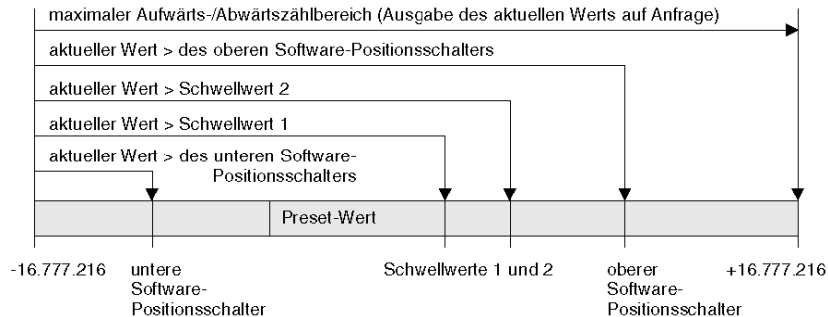 maximaler Aufwärts-/Abwärtszählbereich (Ausgabe des aktuellen Werts auf Anfrage)
aktueller Wert > des oberen Software-Positionsschalters
aktueller Wert > Schwellwert 2
aktueller Wert > Schwellwert 1
aktueller Wert > des unteren Software-
Positionsschalters
Preset-Wert
-16.777.216
untere
Software-
Positionsschalter
Schwellwerte 1 und 2
oberer
Software-
Positionsschalter
+16.777.216